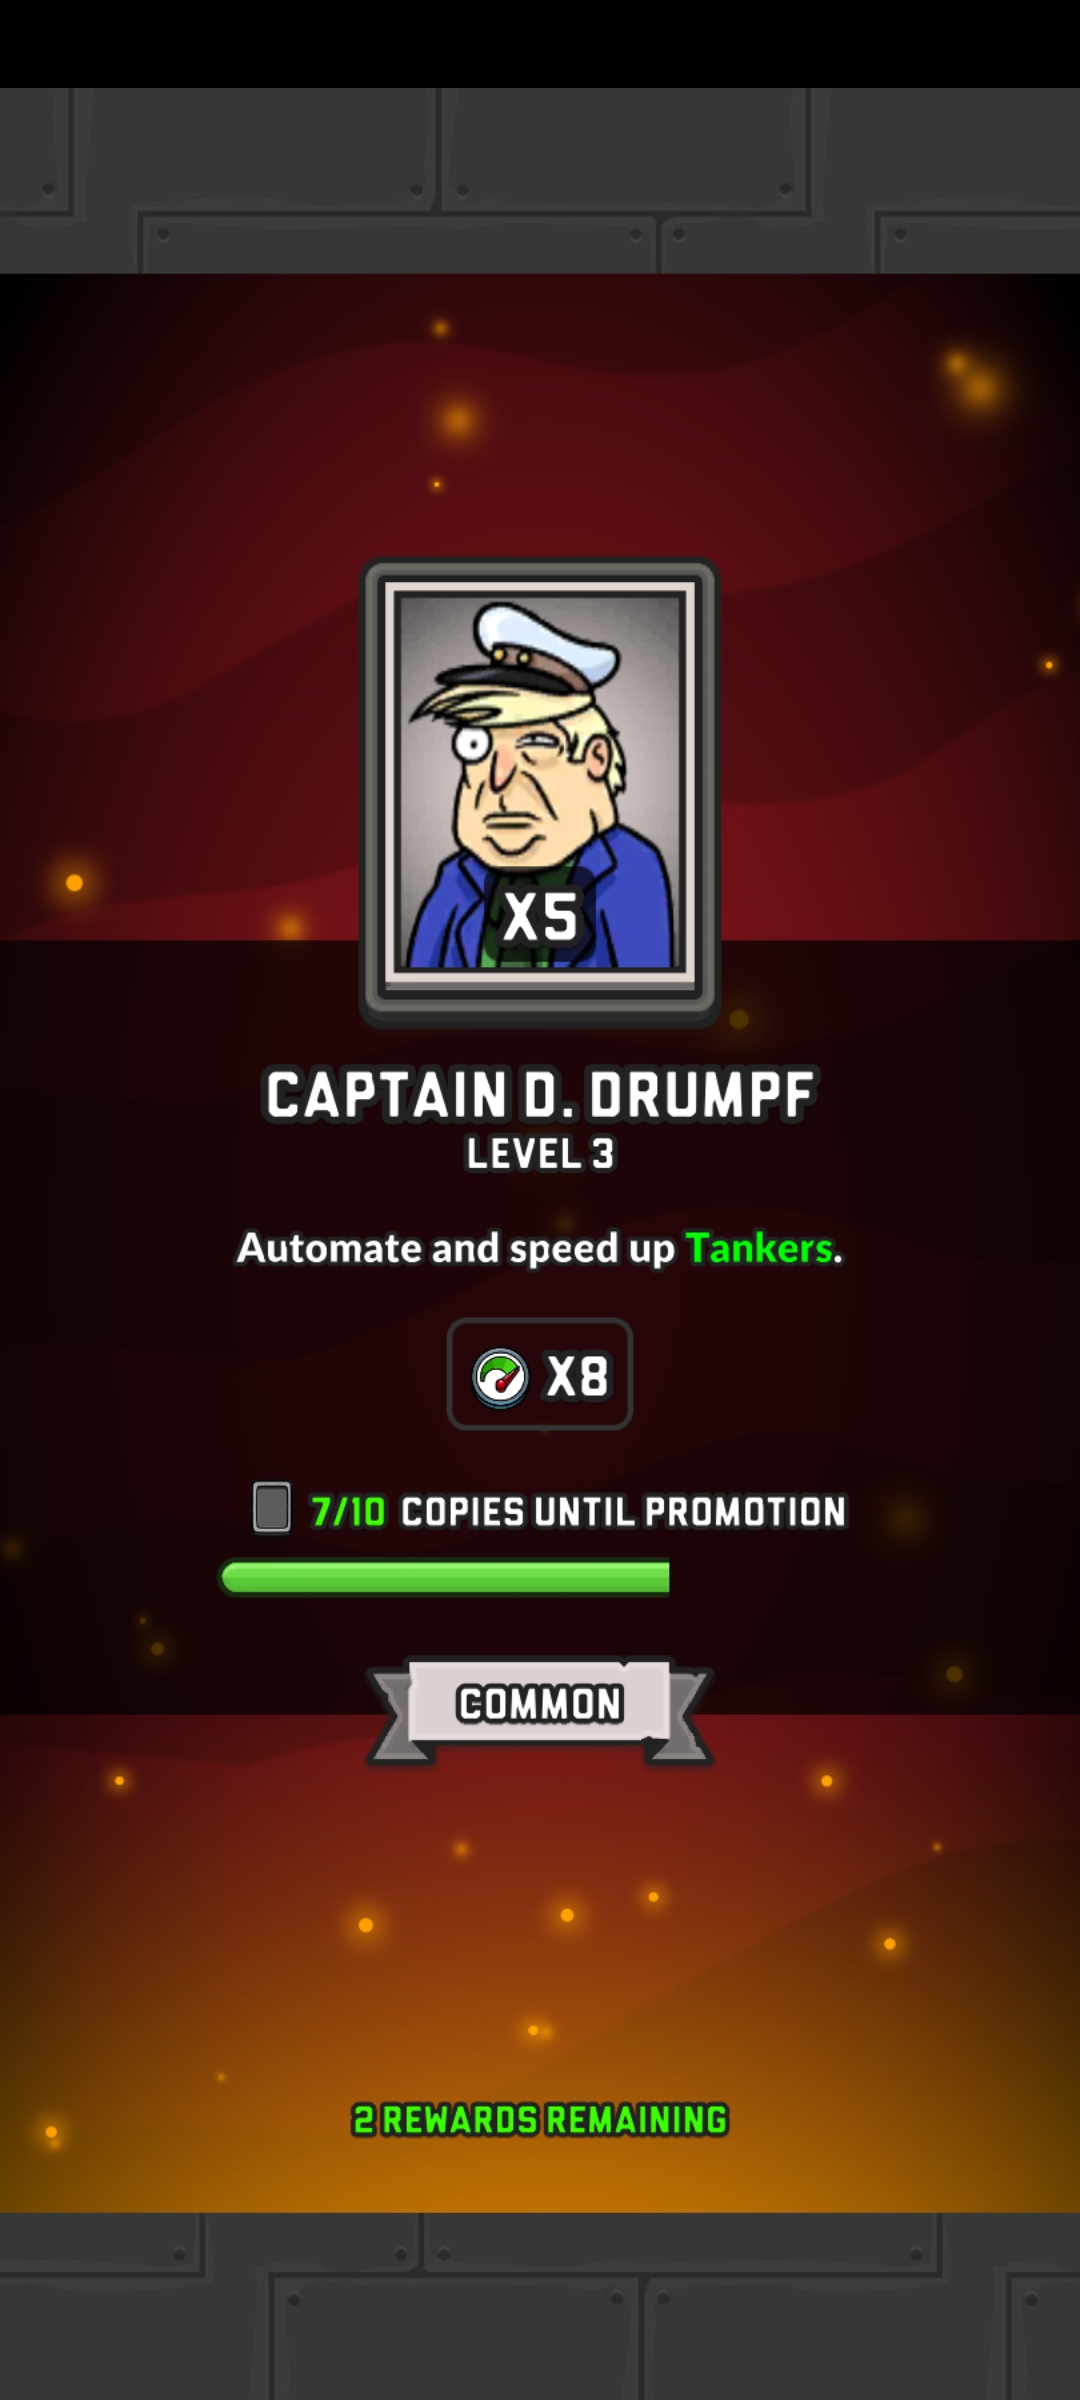 X5
CAPTAIN D. DRUMPF
LEVEL 3
Automate and speed up Tankers.
X8
7/10 COPIES UNTIL PROMOTION
COMMON
2 REWARDS REMAINING